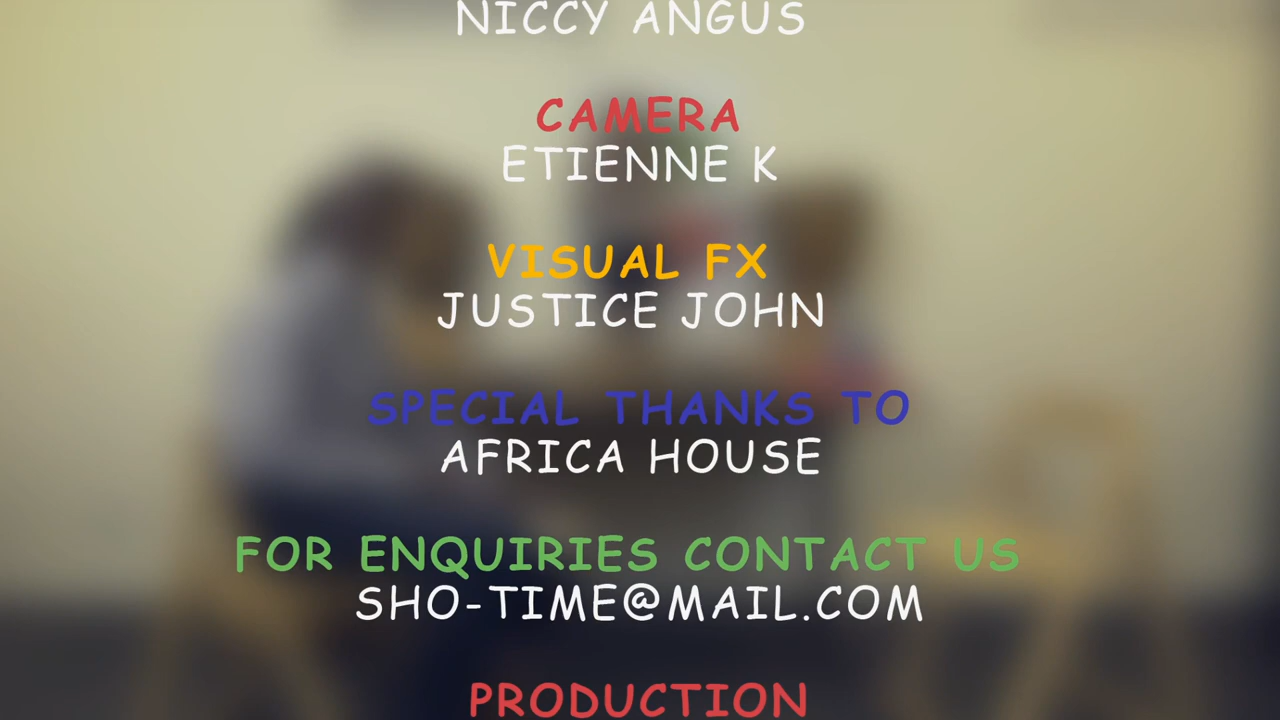 NICCY ANGUS
CAMERA
ETIENNE K
VISUAL FX
JUSTICE JOHN
SPECIAL THANKS TO
AFRICA HOUSE
FOR ENQUIRIES CONTACT US
SHO-TIME@MAIL.COM
PRODUCTION